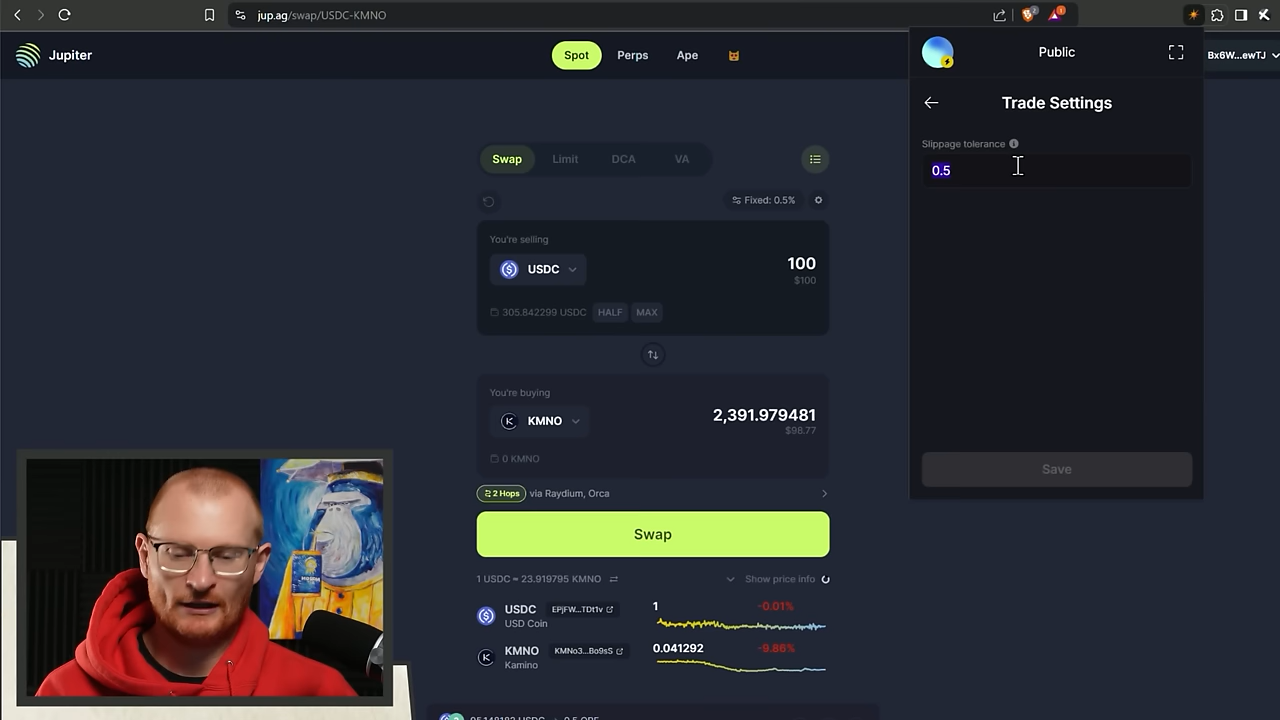 jup.ag/swap/USDC-KMNO
2
1
Jupiter
Spot
Perps
Ape
Bx6W...ewTJ
Public
Trade Settings
Slippage tolerance
0.5
Save
Swap
Limit
DCA
VA
Fixed: 0.5%
You're selling
USDC
100
$100
305.842299 USDC
HALF
MAX
You're buying
KMNO
2,391.979481
$98.77
0 KMNO
2 Hops
via Raydium, Orca
Swap
1 USDC ≈ 23.919795 KMNO
Show price info
USDC
EPjFW...TDt1v
USD Coin
1
-0.01%
KMNO
KMNo3...Bo9sS
Kamino
0.041292
-9.86%